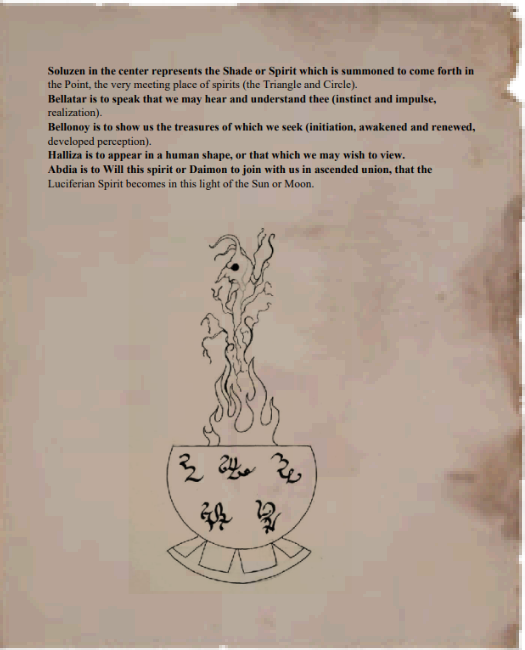 Soluzen in the center represents the Shade or Spirit which is summoned to come forth in
the Point, the very meeting place of spirits (the Triangle and Circle).
Bellatar is to speak that we may hear and understand thee (instinct and impulse,
realization).
Bellonoy is to show us the treasures of which we seek (initiation, awakened and renewed,
developed perception).
Halliza is to appear in a human shape, or that which we may wish to view.
Abdia is to Will this spirit or Daimon to join with us in ascended union, that the
Luciferian Spirit becomes in this light of the Sun or Moon.